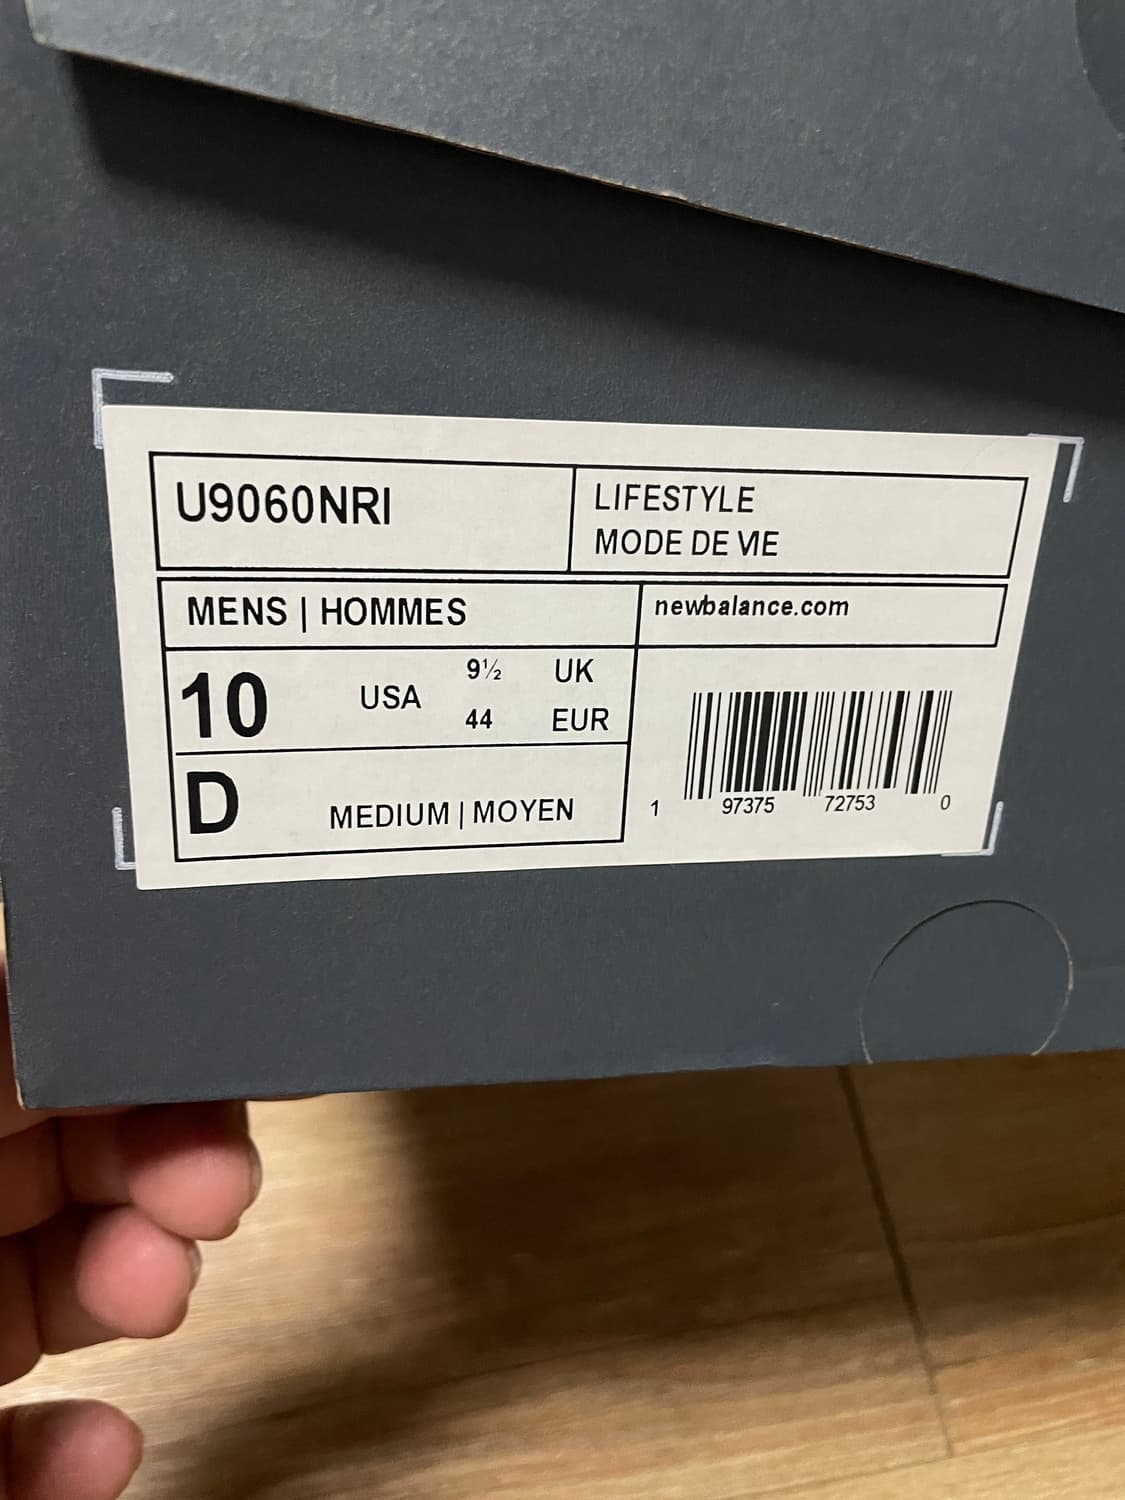 U9060NRI
LIFESTYLE
MODE DE VIE
MENS | HOMMES
newbalance.com
10 USA 9½ UK
44 EUR
D MEDIUM | MOYEN
1 97375 72753 0